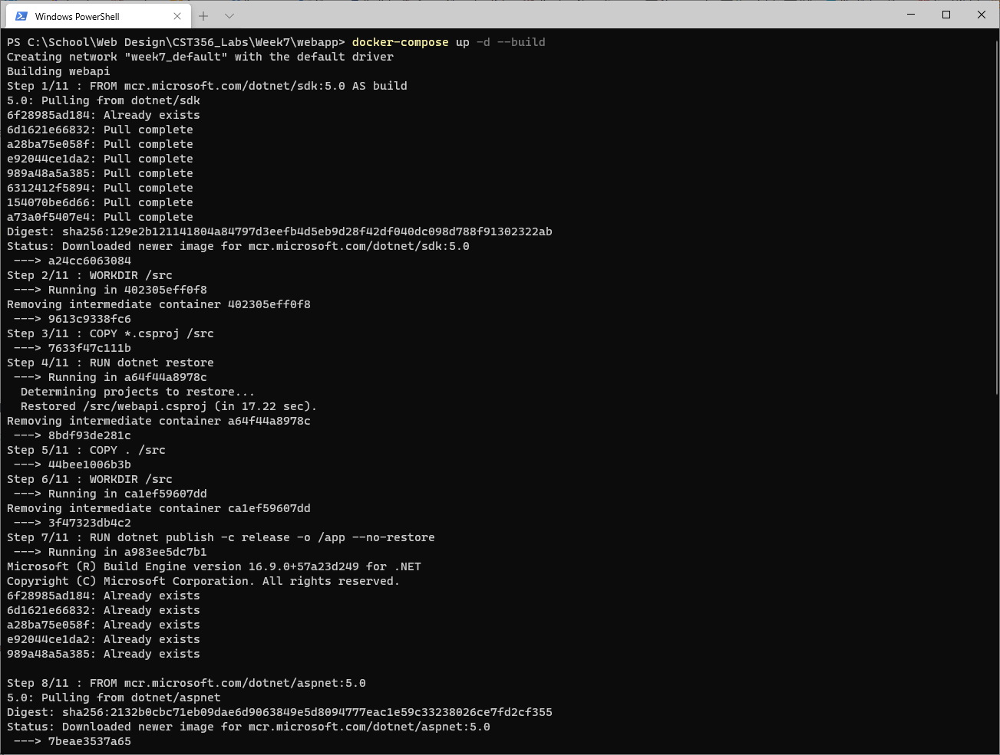 Windows PowerShell
PS C:\School\Web Design\CST356_Labs\Week7\webapp> docker-compose up -d --build
Creating network "week7_default" with the default driver
Building webapi
Step 1/11 : FROM mcr.microsoft.com/dotnet/sdk:5.0 AS build
5.0: Pulling from dotnet/sdk
6f28985ad184: Already exists
6d1621e66832: Pull complete
a28ba75e058f: Pull complete
e92044ce1da2: Pull complete
989a48a5a385: Pull complete
6312412f5894: Pull complete
154070be6d66: Pull complete
a73a0f5407e4: Pull complete
Digest: sha256:129e2b121141804a84797d3eefb4d5eb9d28f42df040dc098d788f91302322ab
Status: Downloaded newer image for mcr.microsoft.com/dotnet/sdk:5.0
 ---> a24cc6063084
Step 2/11 : WORKDIR /src
 ---> Running in 402305eff0f8
Removing intermediate container 402305eff0f8
 ---> 9613c9338fc6
Step 3/11 : COPY *.csproj /src
 ---> 7633f47c111b
Step 4/11 : RUN dotnet restore
 ---> Running in a64f44a8978c
  Determining projects to restore...
  Restored /src/webapi.csproj (in 17.22 sec).
Removing intermediate container a64f44a8978c
 ---> 8bdf93de281c
Step 5/11 : COPY . /src
 ---> 44bee1006b3b
Step 6/11 : WORKDIR /src
 ---> Running in ca1ef59607dd
Removing intermediate container ca1ef59607dd
 ---> 3f47323db4c2
Step 7/11 : RUN dotnet publish -c release -o /app --no-restore
 ---> Running in a983ee5dc7b1
Microsoft (R) Build Engine version 16.9.0+57a23d249 for .NET
Copyright (C) Microsoft Corporation. All rights reserved.
6f28985ad184: Already exists
6d1621e66832: Already exists
a28ba75e058f: Already exists
e92044ce1da2: Already exists
989a48a5a385: Already exists
Step 8/11 : FROM mcr.microsoft.com/dotnet/aspnet:5.0
5.0: Pulling from dotnet/aspnet
Digest: sha256:2132b0cbc71eb09dae6d9063849e5d8094777eac1e59c33238026ce7fd2cf355
Status: Downloaded newer image for mcr.microsoft.com/dotnet/aspnet:5.0
 ---> 7beae3537a65